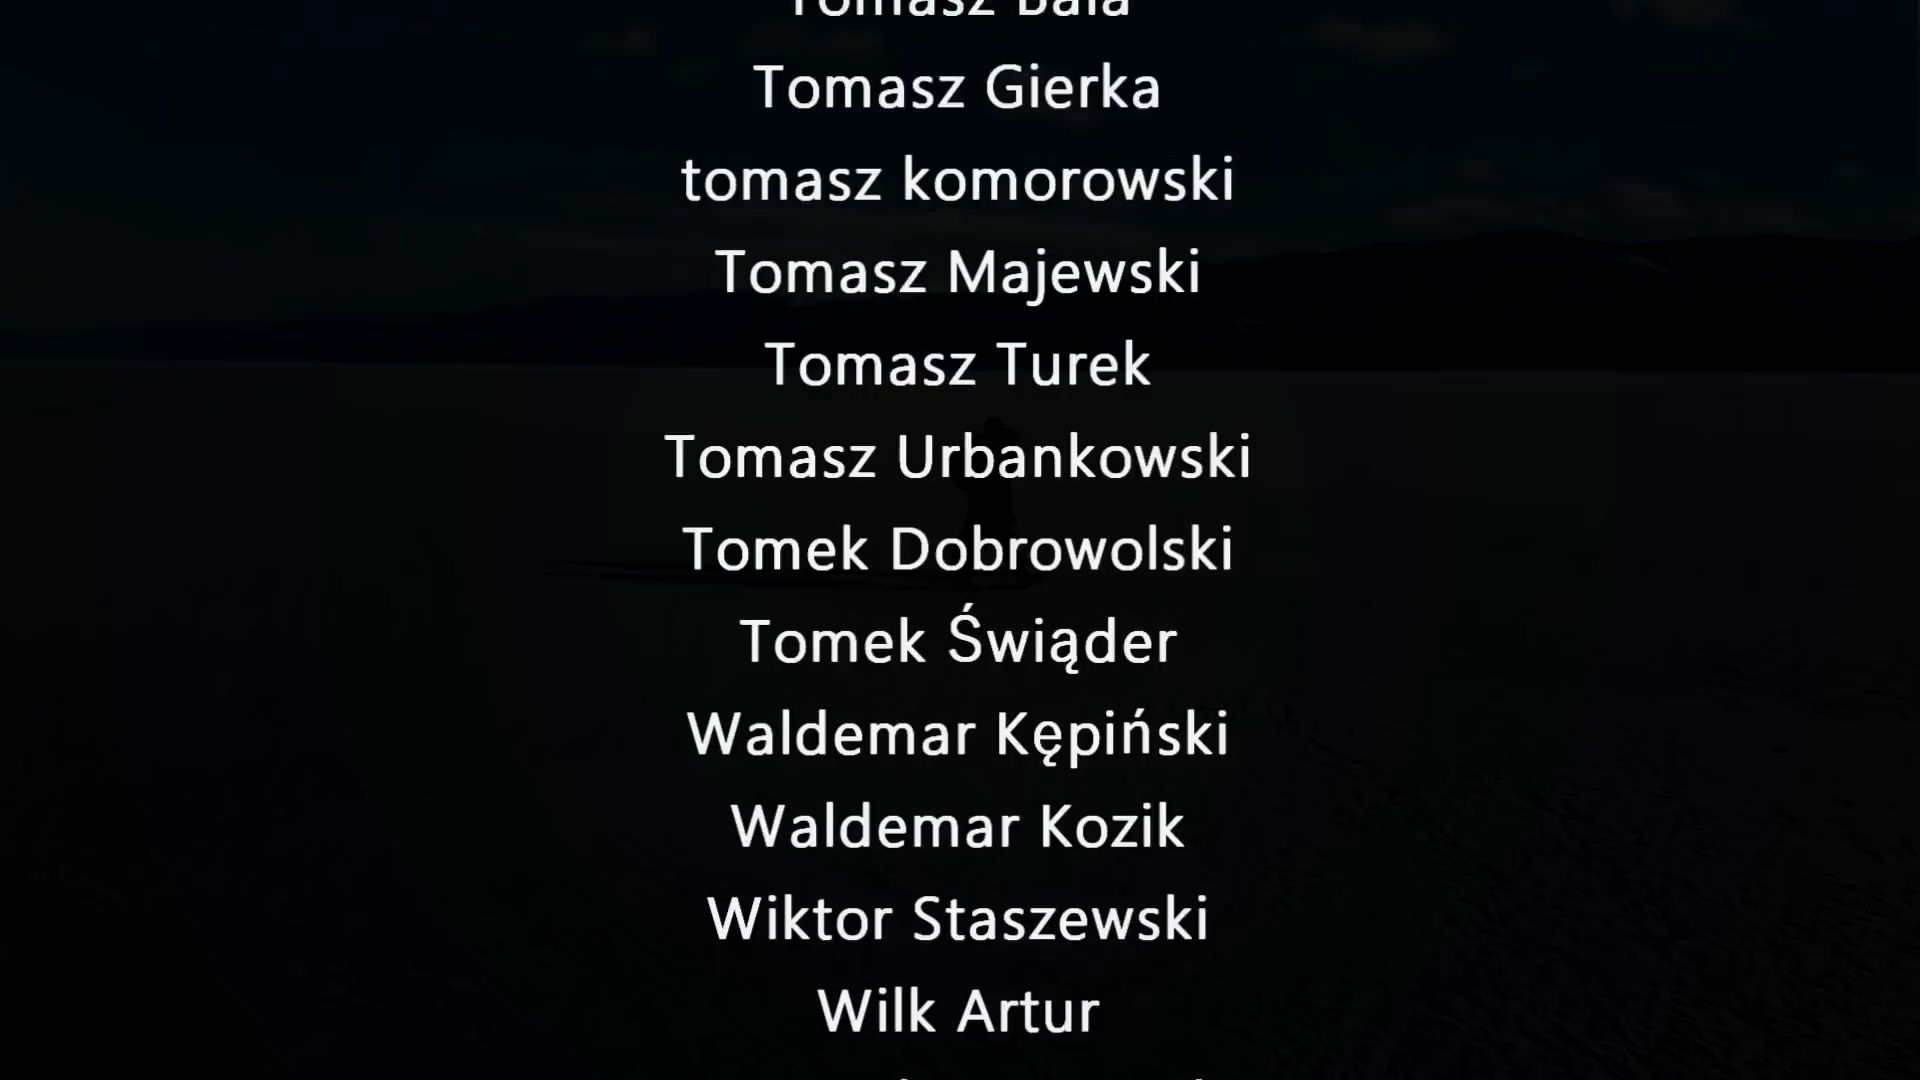 Tomasz Gierka
tomasz komorowski
Tomasz Majewski
Tomasz Turek
Tomasz Urbankowski
Tomek Dobrowolski
Tomek Świąder
Waldemar Kępiński
Waldemar Kozik
Wiktor Staszewski
Wilk Artur